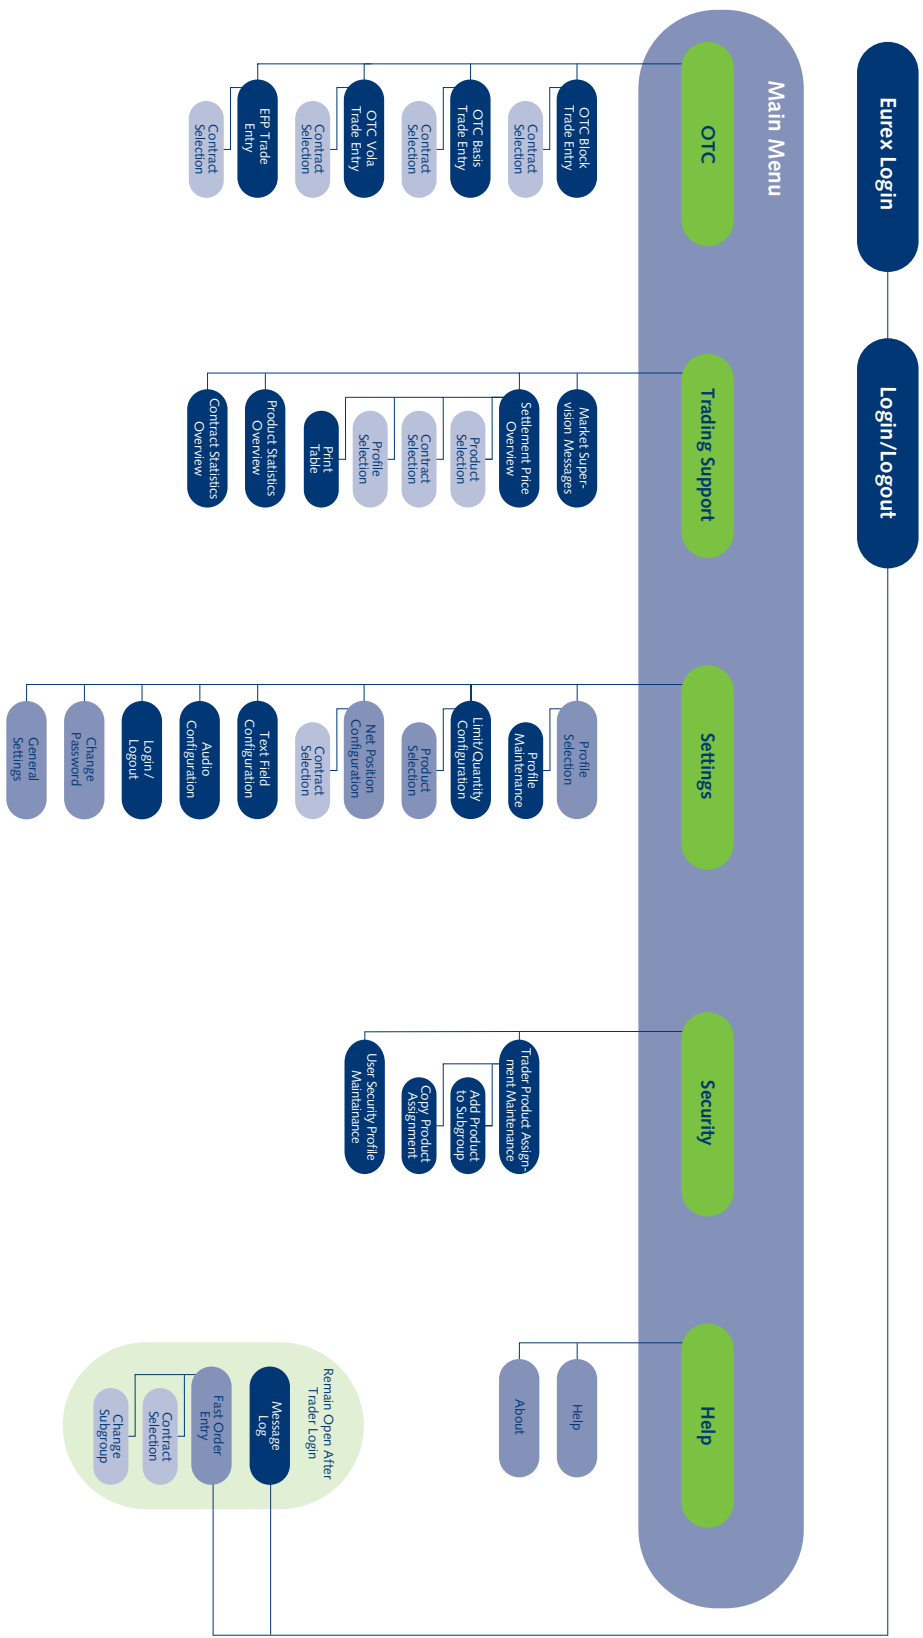 Eurex Login
Login/Logout
Main Menu
OTC
OTC Block
Trade Entry
Contract
Selection
OTC Basis
Trade Entry
Contract
Selection
OTC Vola
Trade Entry
Contract
Selection
EFP Trade
Entry
Contract
Selection
Trading Support
Market Super-
vision Messages
Settlement Price
Overview
Product
Selection
Contract
Selection
Profile
Selection
Print
Table
Product Statistics
Overview
Contract Statistics
Overview
Settings
Profile
Selection
Profile
Maintenance
Limit/Quantity
Configuration
Product
Selection
Net Position
Configuration
Contract
Selection
Text Field
Configuration
Audio
Configuration
Login/
Logout
Change
Password
General
Settings
Security
Trader Product Assign-
ment Maintenance
Add Product
to Subgroup
Copy Product
Assignment
User Security Profile
Maintainance
Help
Help
About
Remain Open After
Trader Login
Message
Log
Fast Order
Entry
Contract
Selection
Change
Subgroup